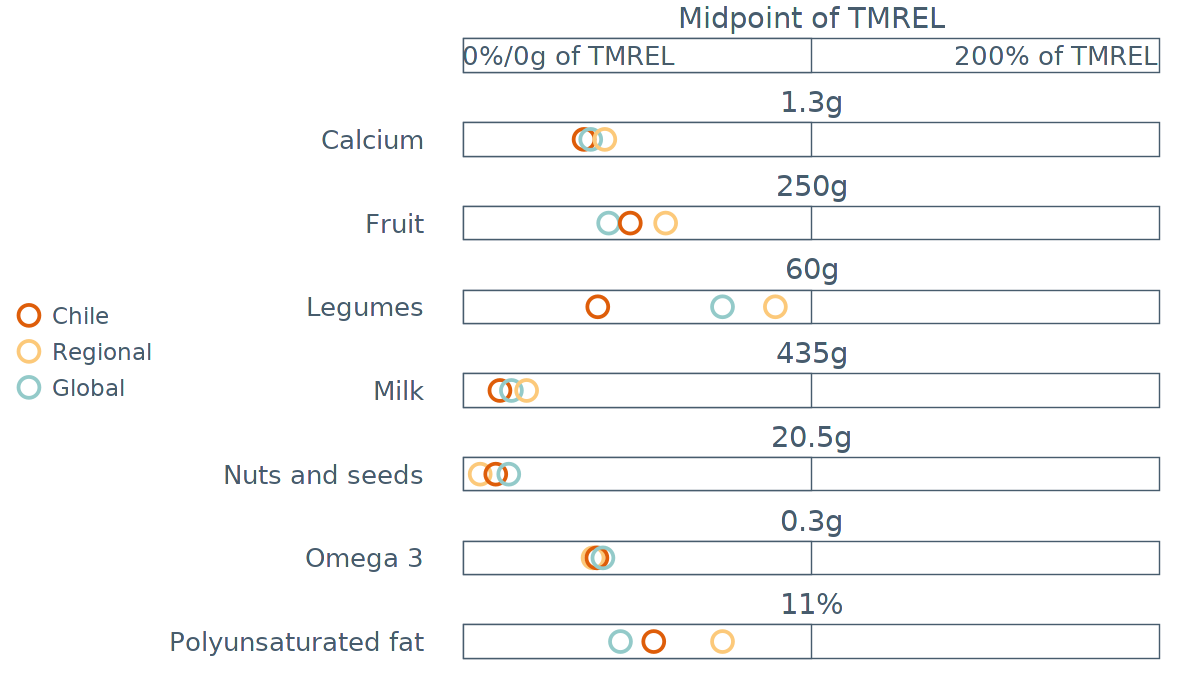 Midpoint of TMREL
0%/0g of TMREL 200% of TMREL
1.3g
Calcium
250g
Fruit
60g
Legumes
435g
Milk
20.5g
Nuts and seeds
0.3g
Omega 3
11%
Polyunsaturated fat
Chile
Regional
Global